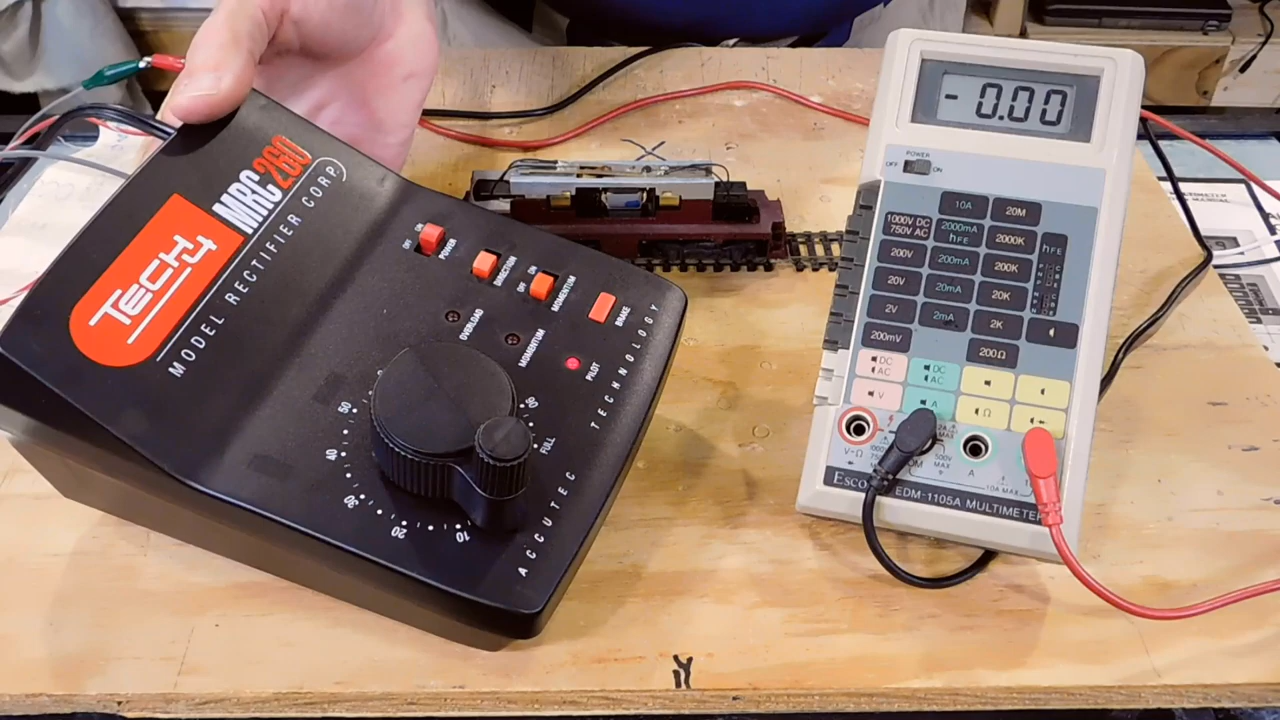 TECH 4
MRC 260
MODEL RECTIFIER CORP.
ON
OFF
POWER
DIRECTION
ON
OFF
MOMENTUM
BRAKE
OVERLOAD
MOMENTUM
PILOT
50
40
30
20
10
FULL
ACCUTEC TECHNOLOGY
- 0.00
POWER
OFF
ON
10A
20M
1000V DC
750V AC
2000mA
hFE
2000K
hFE
200V
200mA
200K
20V
20mA
20K
2V
2mA
2K
200mV
200Ω
DC
AC
DC
AC
V
A
Ω
V-Ω
A
10A MAX
EDM-1105A MULTIMETER